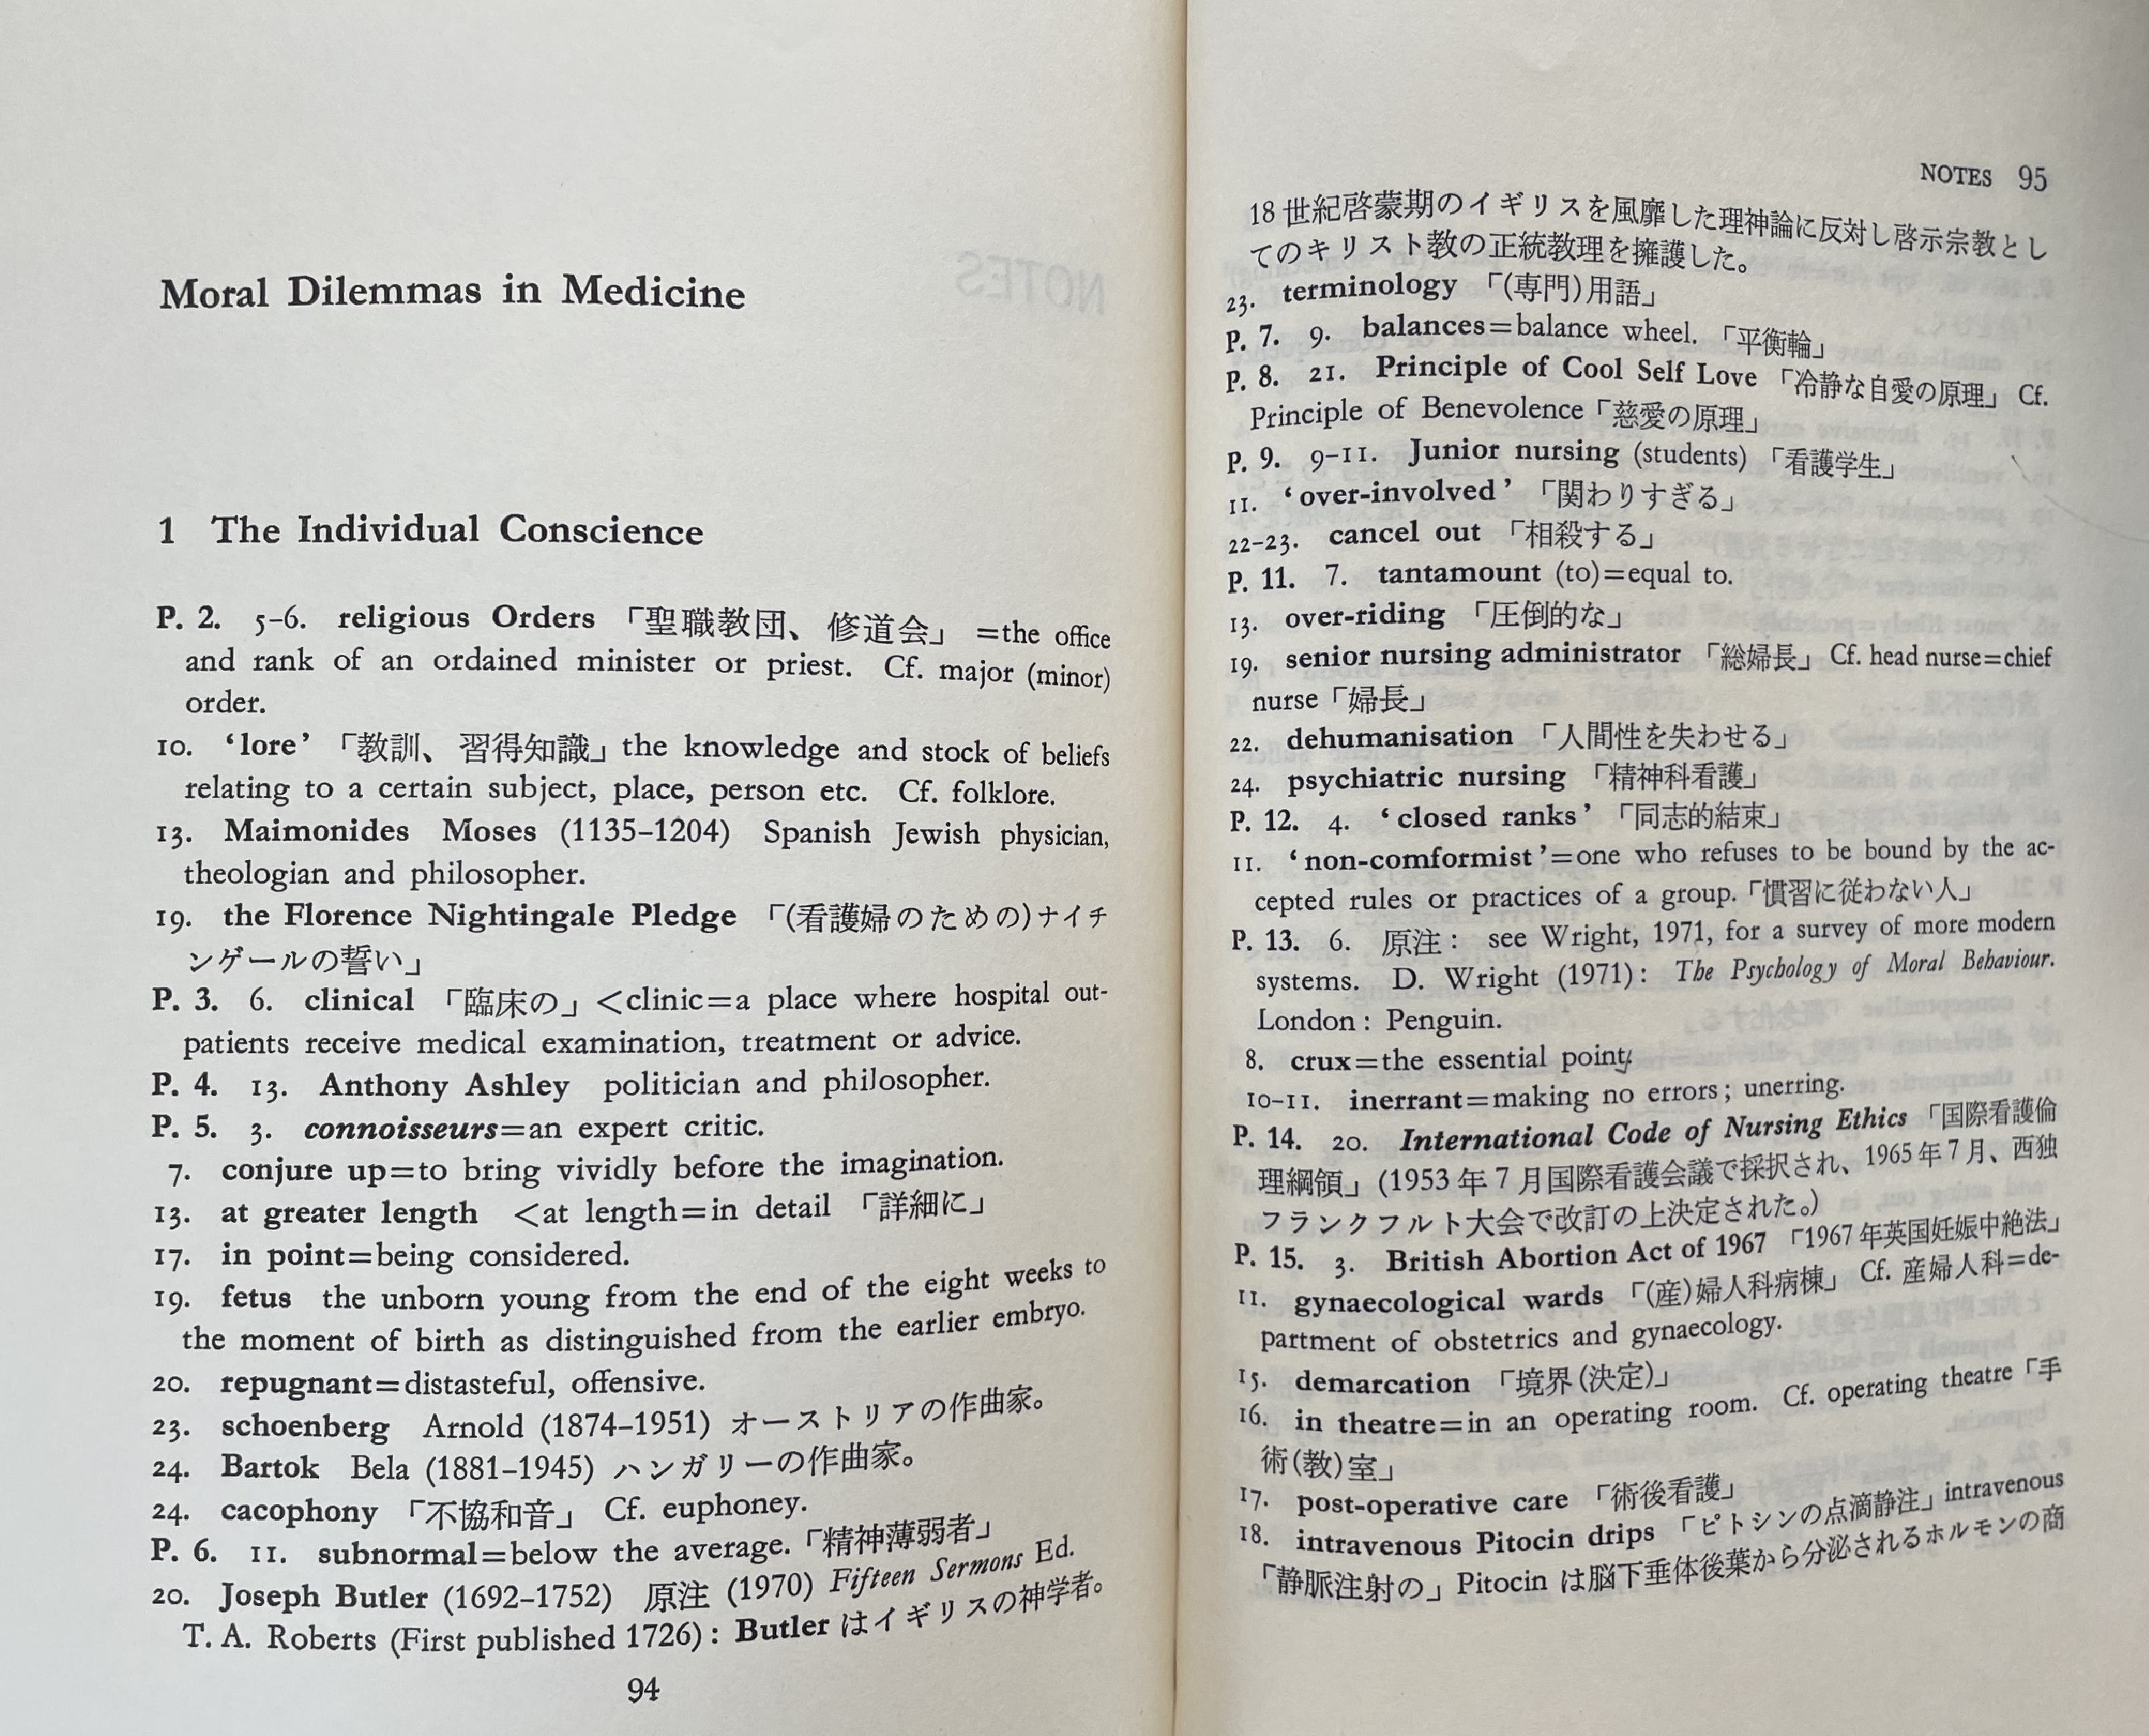 Moral Dilemmas in Medicine
1 The Individual Conscience
P. 2. 5–6. religious Orders 「聖職教団、修道会」 =the office
and rank of an ordained minister or priest. Cf. major (minor)
order.
10. ‘lore’ 「教訓、習得知識」 the knowledge and stock of beliefs
relating to a certain subject, place, person etc. Cf. folklore.
13. Maimonides Moses (1135–1204) Spanish Jewish physician,
theologian and philosopher.
19. the Florence Nightingale Pledge 「(看護婦のための)ナイチ
ンゲールの誓い」
P. 3. 6. clinical 「臨床の」 <clinic=a place where hospital out-
patients receive medical examination, treatment or advice.
P. 4. 13. Anthony Ashley politician and philosopher.
P. 5. 3. connoisseurs=an expert critic.
7. conjure up=to bring vividly before the imagination.
13. at greater length <at length=in detail 「詳細に」
17. in point=being considered.
19. fetus the unborn young from the end of the eight weeks to
the moment of birth as distinguished from the earlier embryo.
20. repugnant=distasteful, offensive.
23. schoenberg Arnold (1874–1951) オーストリアの作曲家。
24. Bartok Bela (1881–1945) ハンガリーの作曲家。
24. cacophony 「不協和音」 Cf. euphoney.
P. 6. 11. subnormal=below the average. 「精神薄弱者」
20. Joseph Butler (1692–1752) 原注 (1970) Fifteen Sermons Ed.
T. A. Roberts (First published 1726): Butler はイギリスの神学者。
94
NOTES 95
18世紀啓蒙期のイギリスを風靡した理神論に反対し啓示宗教とし
てのキリスト教の正統教理を擁護した。
23. terminology 「(専門)用語」
P. 7. 9. balances=balance wheel. 「平衡輪」
P. 8. 21. Principle of Cool Self Love 「冷静な自愛の原理」 Cf.
Principle of Benevolence「慈愛の原理」
P. 9. 9–11. Junior nursing (students) 「看護学生」
11. ‘over-involved’ 「関わりすぎる」
22–23. cancel out 「相殺する」
P. 11. 7. tantamount (to)=equal to.
13. over-riding 「圧倒的な」
19. senior nursing administrator 「総婦長」 Cf. head nurse=chief
nurse「婦長」
22. dehumanisation 「人間性を失わせる」
24. psychiatric nursing 「精神科看護」
P. 12. 4. ‘closed ranks’ 「同志的結束」
11. ‘non-comformist’=one who refuses to be bound by the ac-
cepted rules or practices of a group. 「慣習に従わない人」
P. 13. 6. 原注: see Wright, 1971, for a survey of more modern
systems. D. Wright (1971): The Psychology of Moral Behaviour.
London: Penguin.
8. crux=the essential point.
10–11. inerrant=making no errors; unerring.
P. 14. 20. International Code of Nursing Ethics 「国際看護倫
理綱領」(1953年7月国際看護会議で採択され、1965年7月、西独
フランクフルト大会で改訂の上決定された。)
P. 15. 3. British Abortion Act of 1967 「1967年英国妊娠中絶法」
11. gynaecological wards 「(産)婦人科病棟」 Cf. 産婦人科=de-
partment of obstetrics and gynaecology.
15. demarcation 「境界(決定)」
16. in theatre=in an operating room. Cf. operating theatre「手
術(教)室」
17. post-operative care 「術後看護」
18. intravenous Pitocin drips 「ピトシンの点滴静注」intravenous
「静脈注射の」Pitocin は脳下垂体後葉から分泌されるホルモンの商